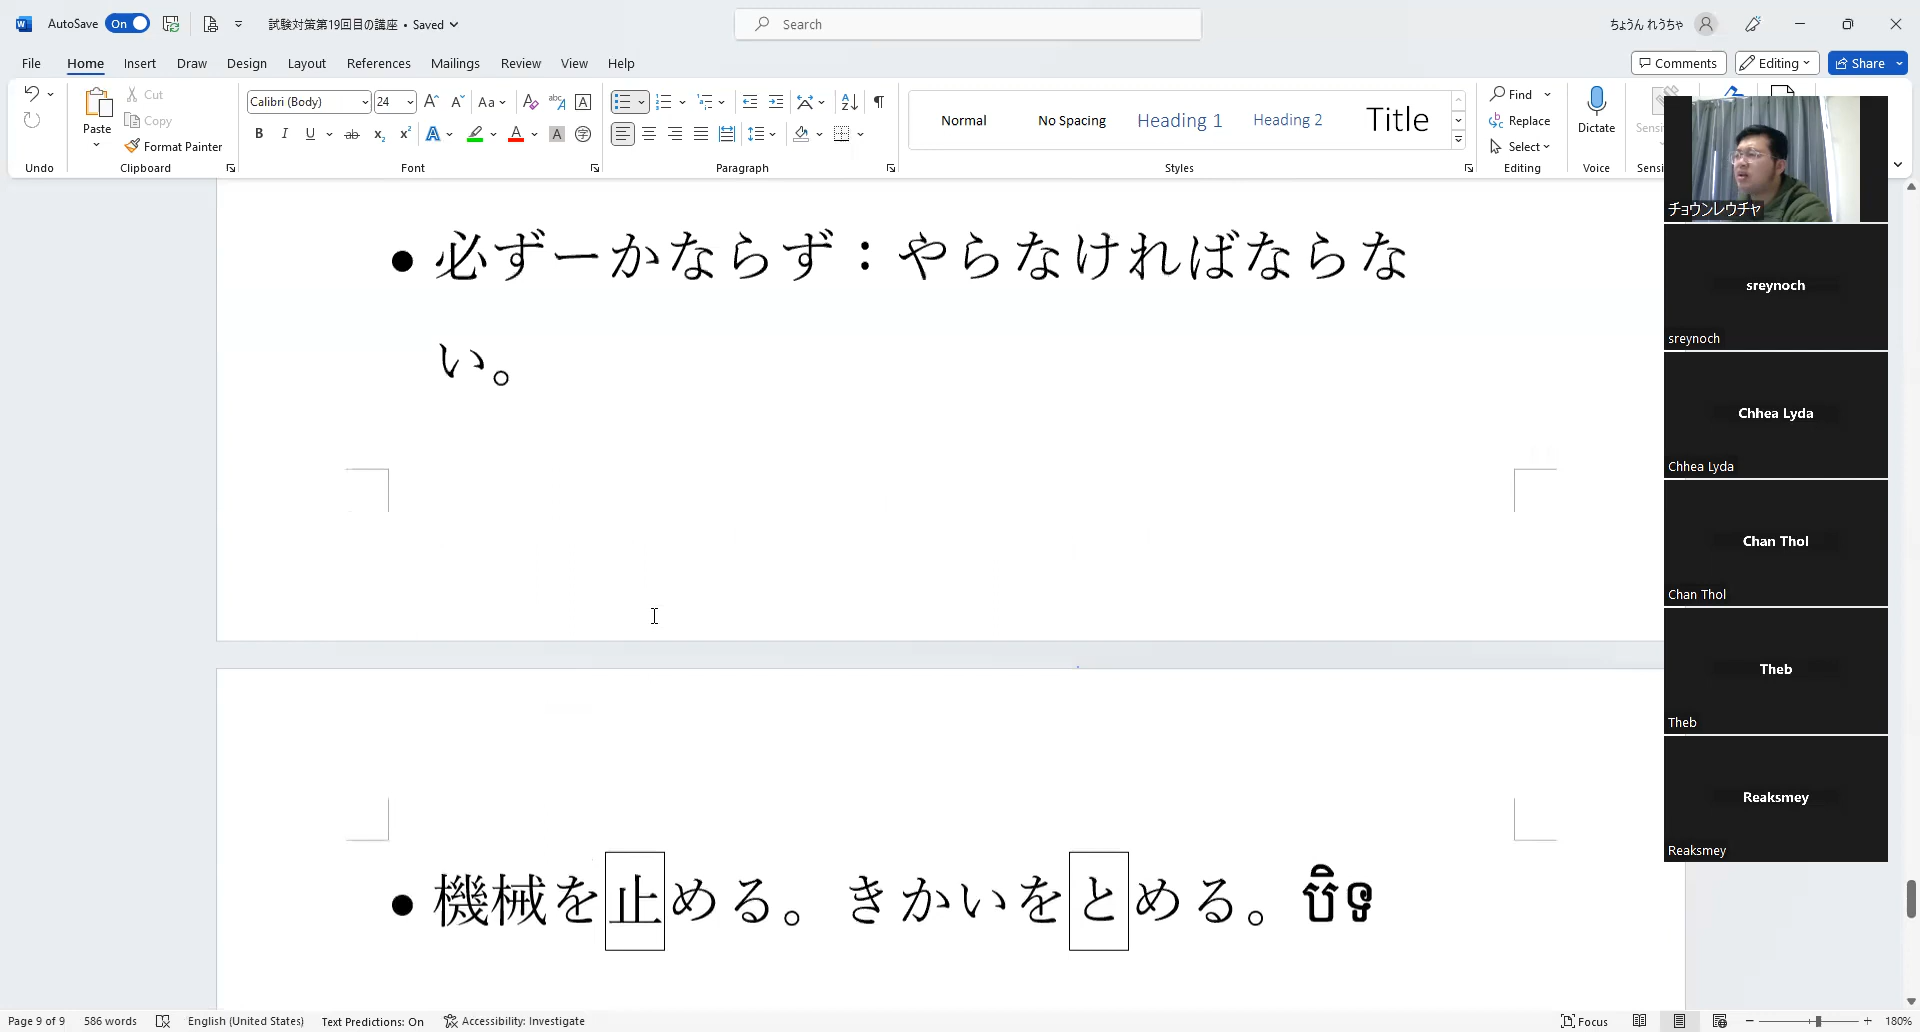 AutoSave On 試験対策第19回目の講座 • Saved Search ちょうん れうちゃ
File Home Insert Draw Design Layout References Mailings Review View Help Comments Editing Share
Cut
Copy
Paste
Format Painter
Undo Clipboard
Calibri (Body) 24
Font
Paragraph
Normal No Spacing Heading 1 Heading 2 Title
Styles
Find
Replace
Select
Editing
Dictate
Voice
チョウンレウチャ
sreynoch
sreynoch
Chhea Lyda
Chhea Lyda
Chan Thol
Chan Thol
Theb
Theb
Reaksmey
Reaksmey
● 必ずーかならず：やらなければならな
い。
● 機械を止める。きかいをとめる。បិទ
Page 9 of 9 586 words English (United States) Text Predictions: On Accessibility: Investigate Focus 180%